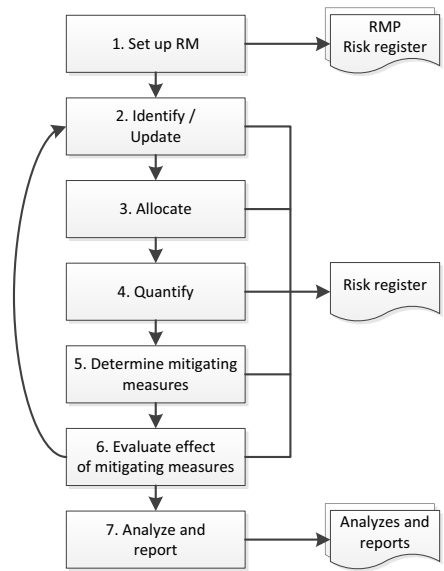 1. Set up RM
RMP
Risk register
2. Identify /
Update
3. Allocate
4. Quantify
Risk register
5. Determine mitigating
measures
6. Evaluate effect
of mitigating measures
7. Analyze and
report
Analyzes and
reports